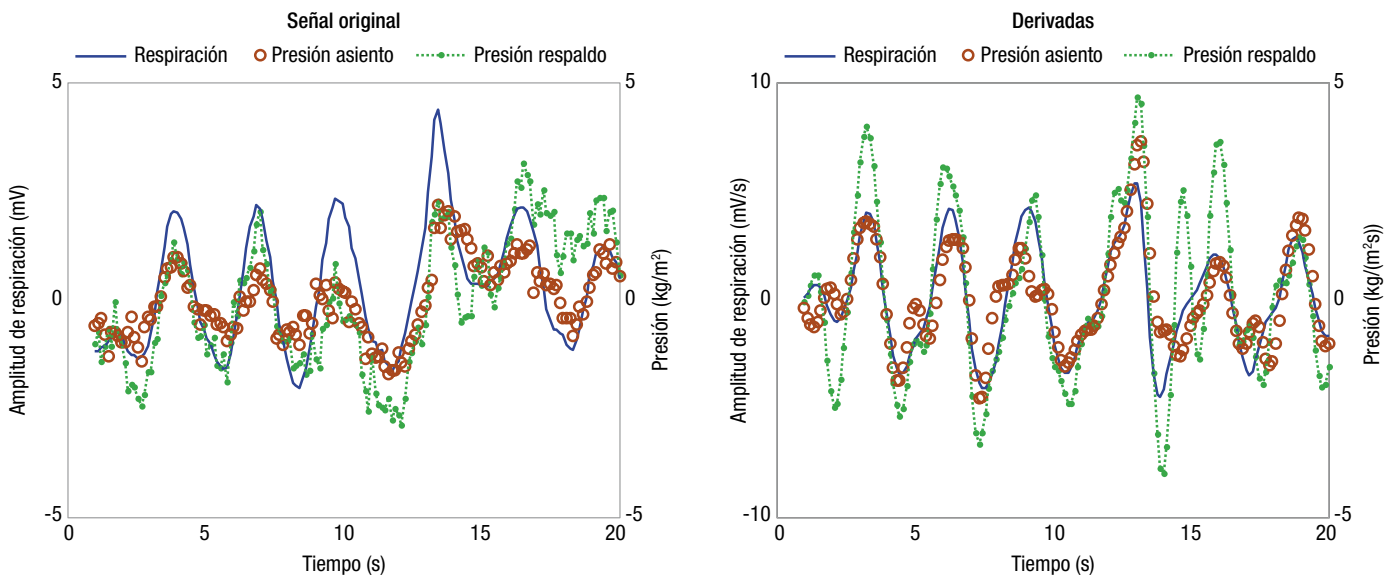 Señal original
Respiración Presión asiento Presión respaldo
5
0
-5
5
0
-5
Amplitud de respiración (mV)
Presión (kg/m²)
0 5 10 15 20
Tiempo (s)
Derivadas
Respiración Presión asiento Presión respaldo
10
5
0
-5
-10
5
0
-5
Amplitud de respiración (mV/s)
Presión (kg/(m²s))
0 5 10 15 20
Tiempo (s)